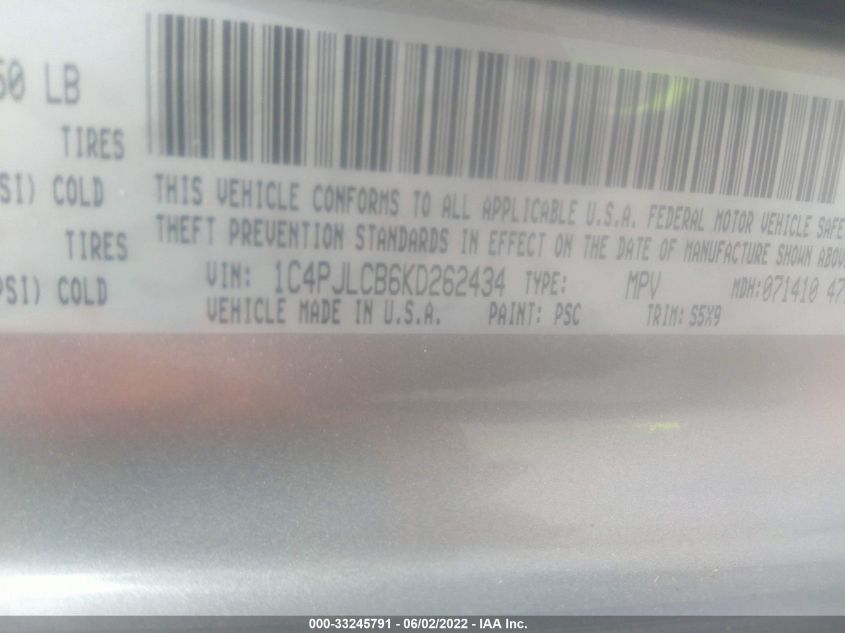 50 LB
TIRES
SI) COLD
TIRES
PSI) COLD
THIS VEHICLE CONFORMS TO ALL APPLICABLE U.S.A. FEDERAL MOTOR VEHICLE SAFE
THEFT PREVENTION STANDARDS IN EFFECT ON THE DATE OF MANUFACTURE SHOWN ABOV
VIN: 1C4PJLCB6KD262434 TYPE: MPV MDH:071410 47
VEHICLE MADE IN U.S.A. PAINT: PSC TRIM: S5X9
000-33245791 - 06/02/2022 - IAA Inc.